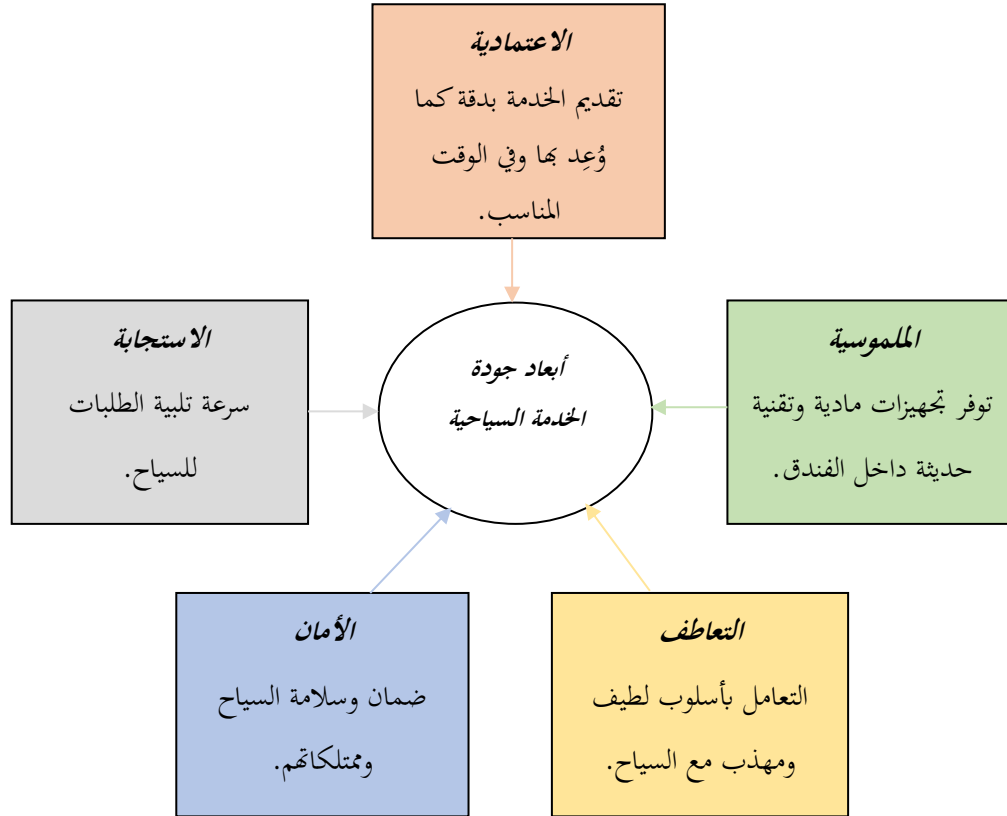 الاعتمادية
تقديم الخدمة بدقة كما
وُعِد بها وفي الوقت
المناسب.
الملموسية
توفر تجهيزات مادية وتقنية
حديثة داخل الفندق.
أبعاد جودة
الخدمة السياحية
الاستجابة
سرعة تلبية الطلبات
للسياح.
التعاطف
التعامل بأسلوب لطيف
ومهذب مع السياح.
الأمان
ضمان وسلامة السياح
وممتلكاتهم.